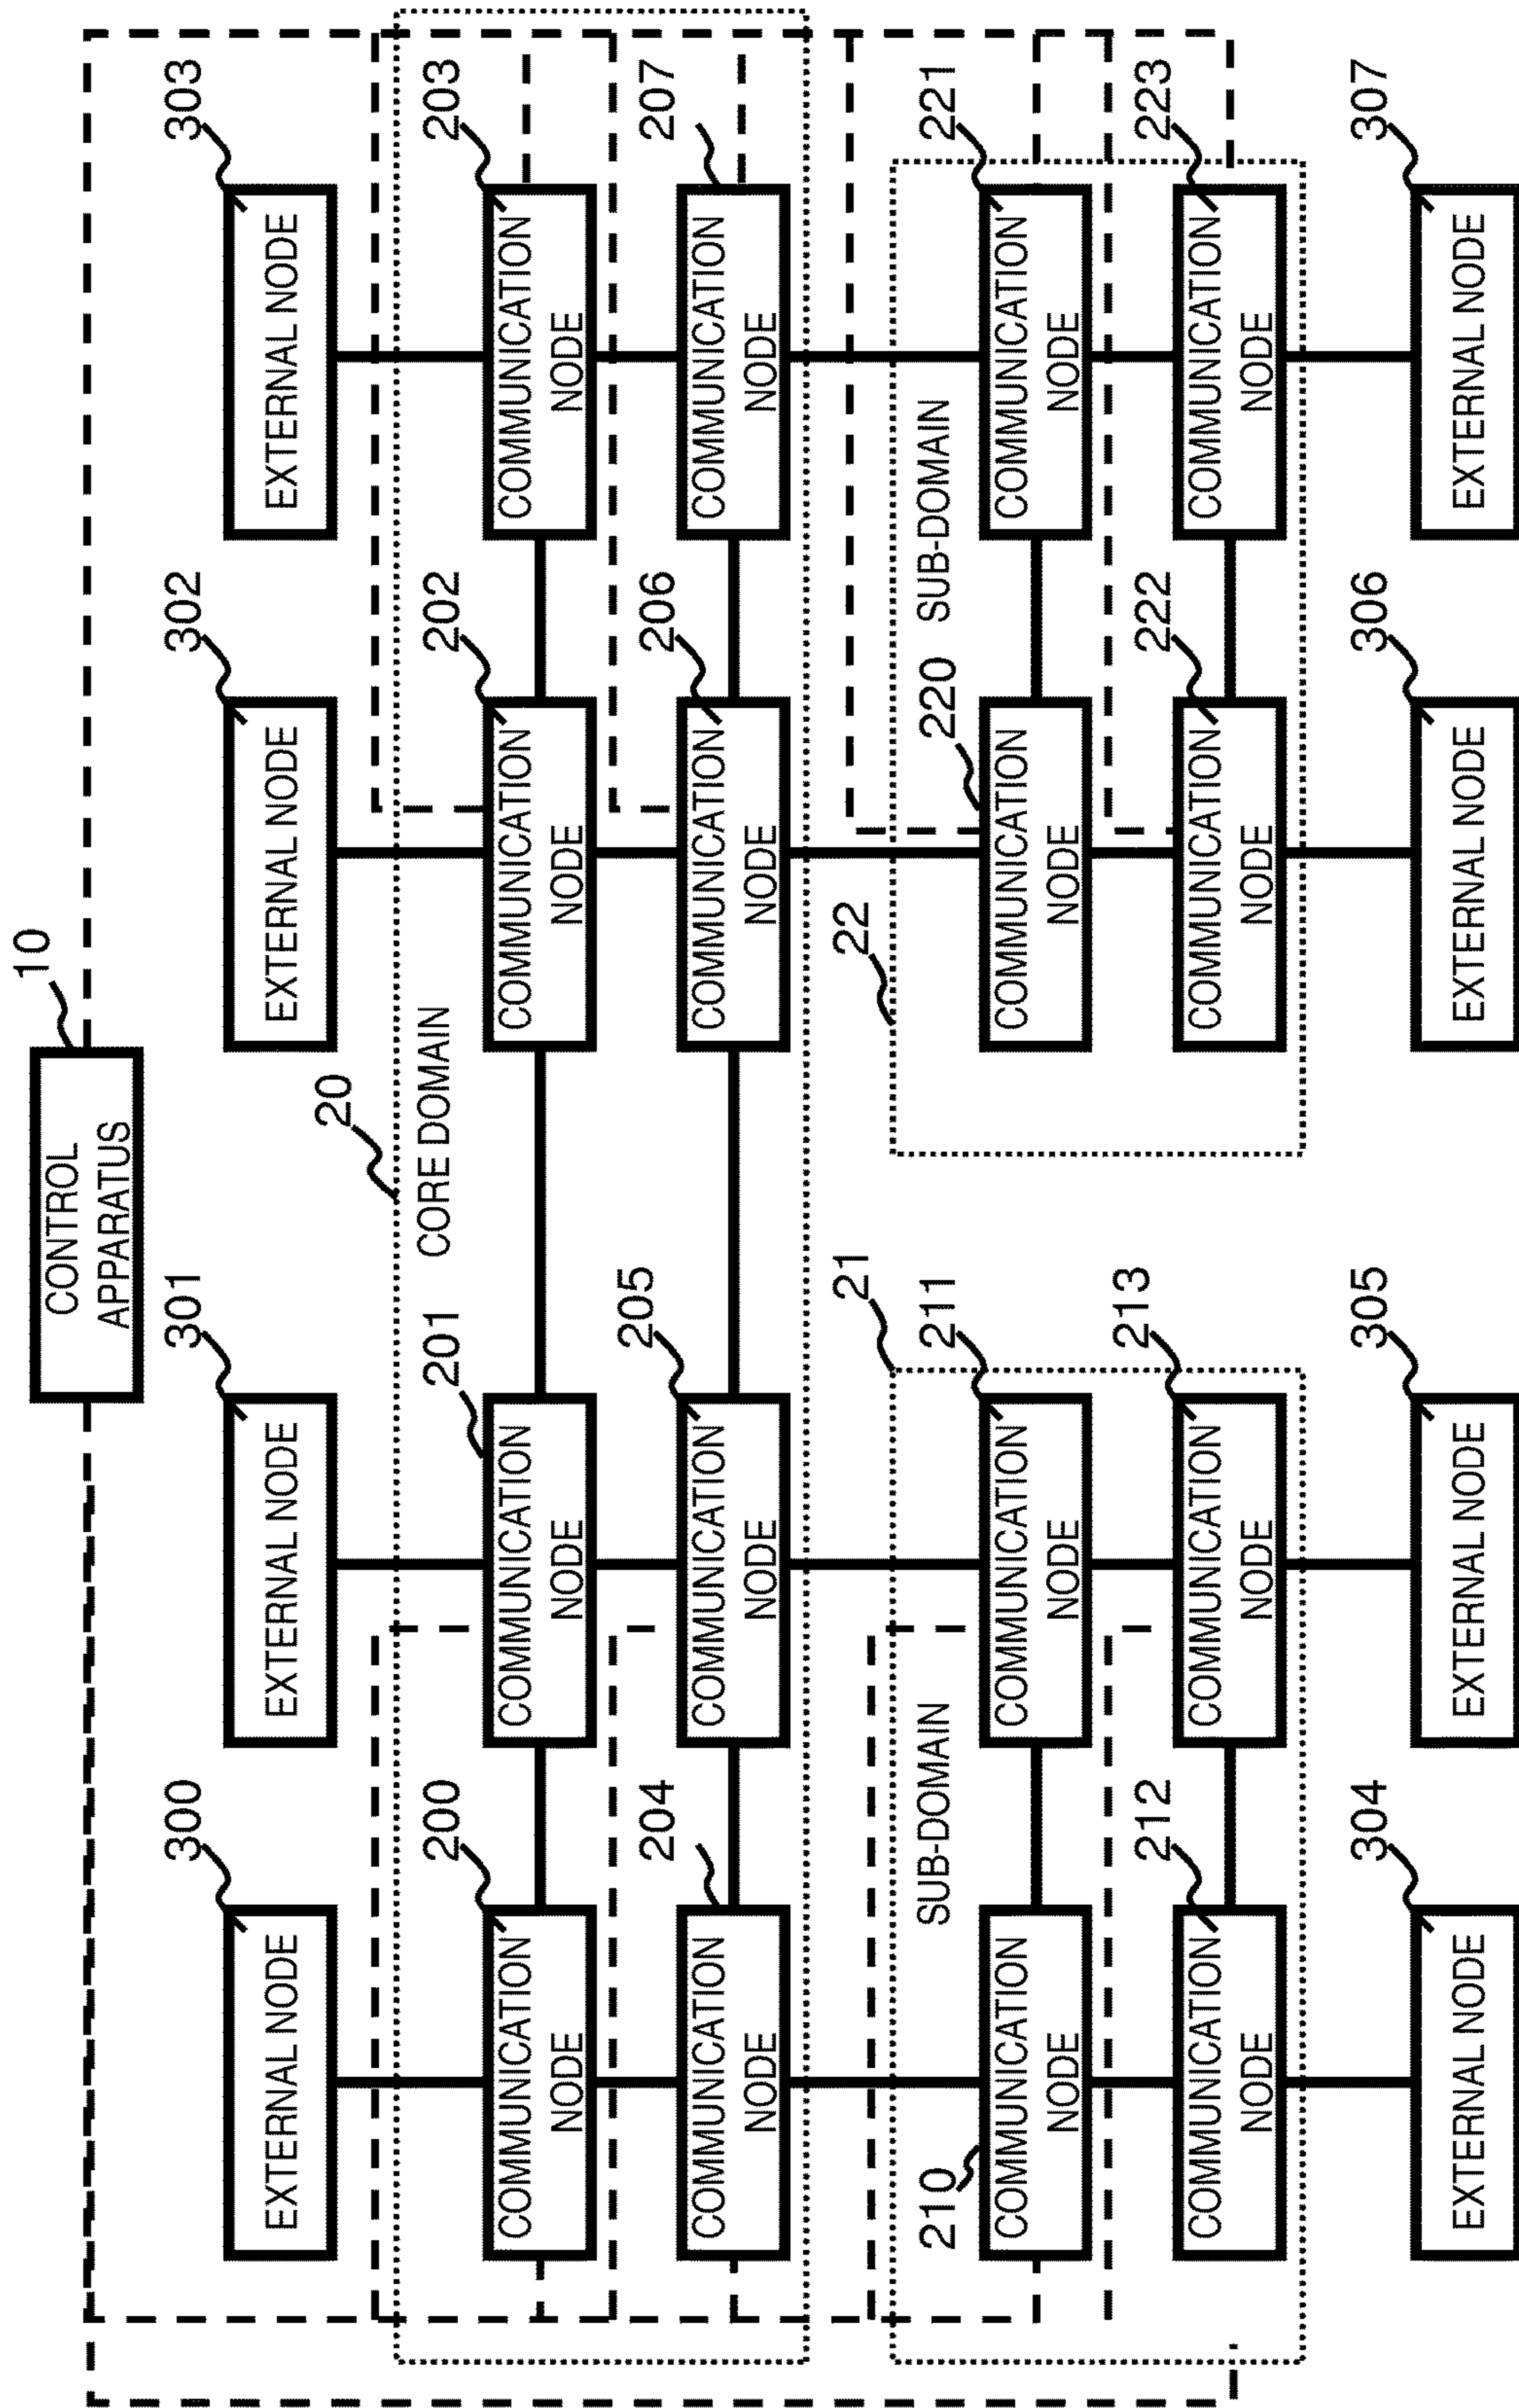 10
CONTROL
APPARATUS
300
301
302
303
EXTERNAL NODE
EXTERNAL NODE
EXTERNAL NODE
EXTERNAL NODE
20
CORE DOMAIN
200
201
202
203
COMMUNICATION
NODE
COMMUNICATION
NODE
COMMUNICATION
NODE
COMMUNICATION
NODE
204
205
206
207
COMMUNICATION
NODE
COMMUNICATION
NODE
COMMUNICATION
NODE
COMMUNICATION
NODE
21
22
210
SUB-DOMAIN
211
220
SUB-DOMAIN
221
COMMUNICATION
NODE
COMMUNICATION
NODE
COMMUNICATION
NODE
COMMUNICATION
NODE
212
213
222
223
COMMUNICATION
NODE
COMMUNICATION
NODE
COMMUNICATION
NODE
COMMUNICATION
NODE
304
305
306
307
EXTERNAL NODE
EXTERNAL NODE
EXTERNAL NODE
EXTERNAL NODE